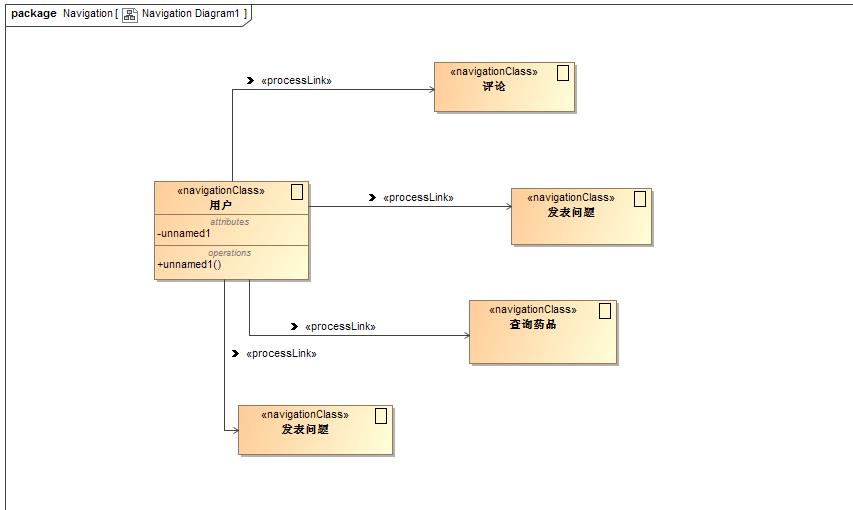 package Navigation [ Navigation Diagram1 ]
«processLink»
«navigationClass»
评论
«navigationClass»
用户
attributes
-unnamed1
operations
+unnamed1()
«processLink»
«navigationClass»
发表问题
«processLink»
«navigationClass»
查询药品
«processLink»
«navigationClass»
发表问题